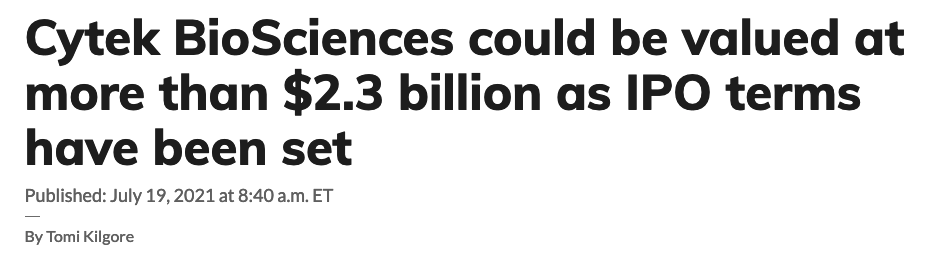 Cytek BioSciences could be valued at
more than $2.3 billion as IPO terms
have been set
Published: July 19, 2021 at 8:40 a.m. ET
By Tomi Kilgore